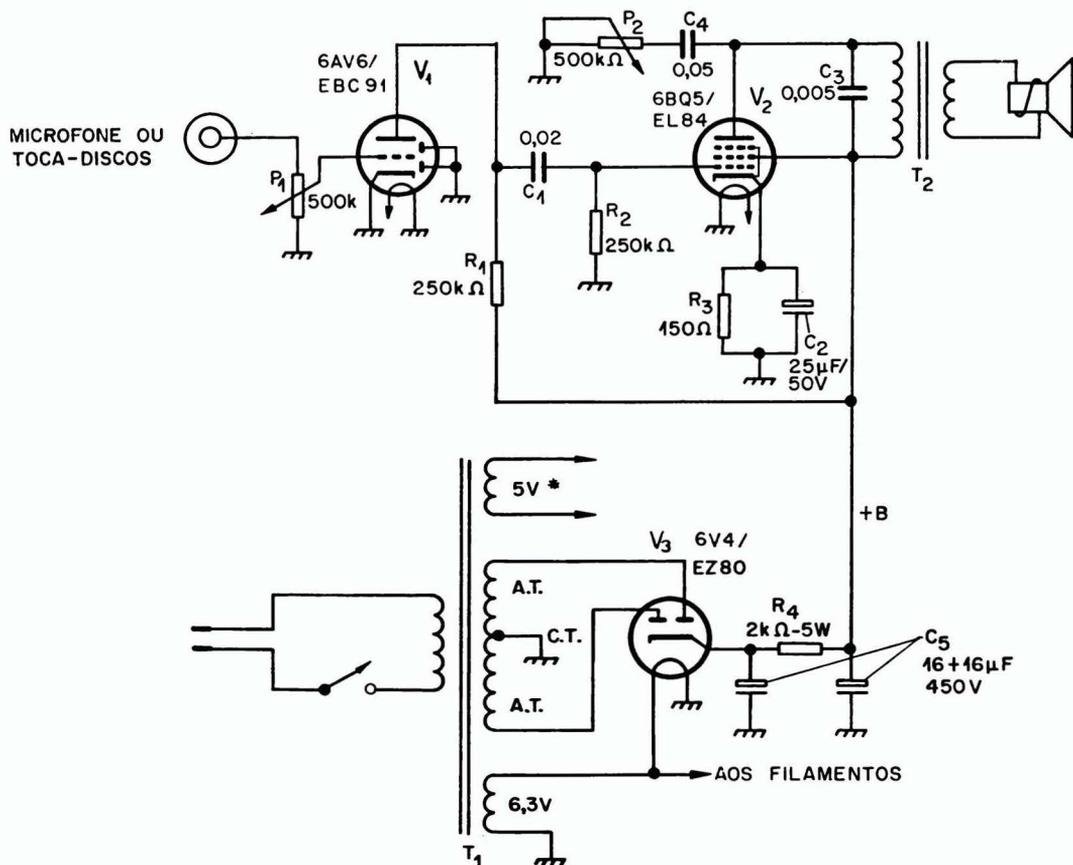 MICROFONE OU
TOCA-DISCOS
P1
500k
6AV6/
EBC91
V1
0,02
C1
R1
250kΩ
R2
250kΩ
P2
500kΩ
C4
0,05
6BQ5/
EL84
V2
C3
0,005
T2
R3
150Ω
C2
25µF/
50V
5V *
+B
V3
6V4/
EZ80
A.T.
C.T.
A.T.
R4
2kΩ-5W
C5
16+16µF
450V
AOS FILAMENTOS
6,3V
T1